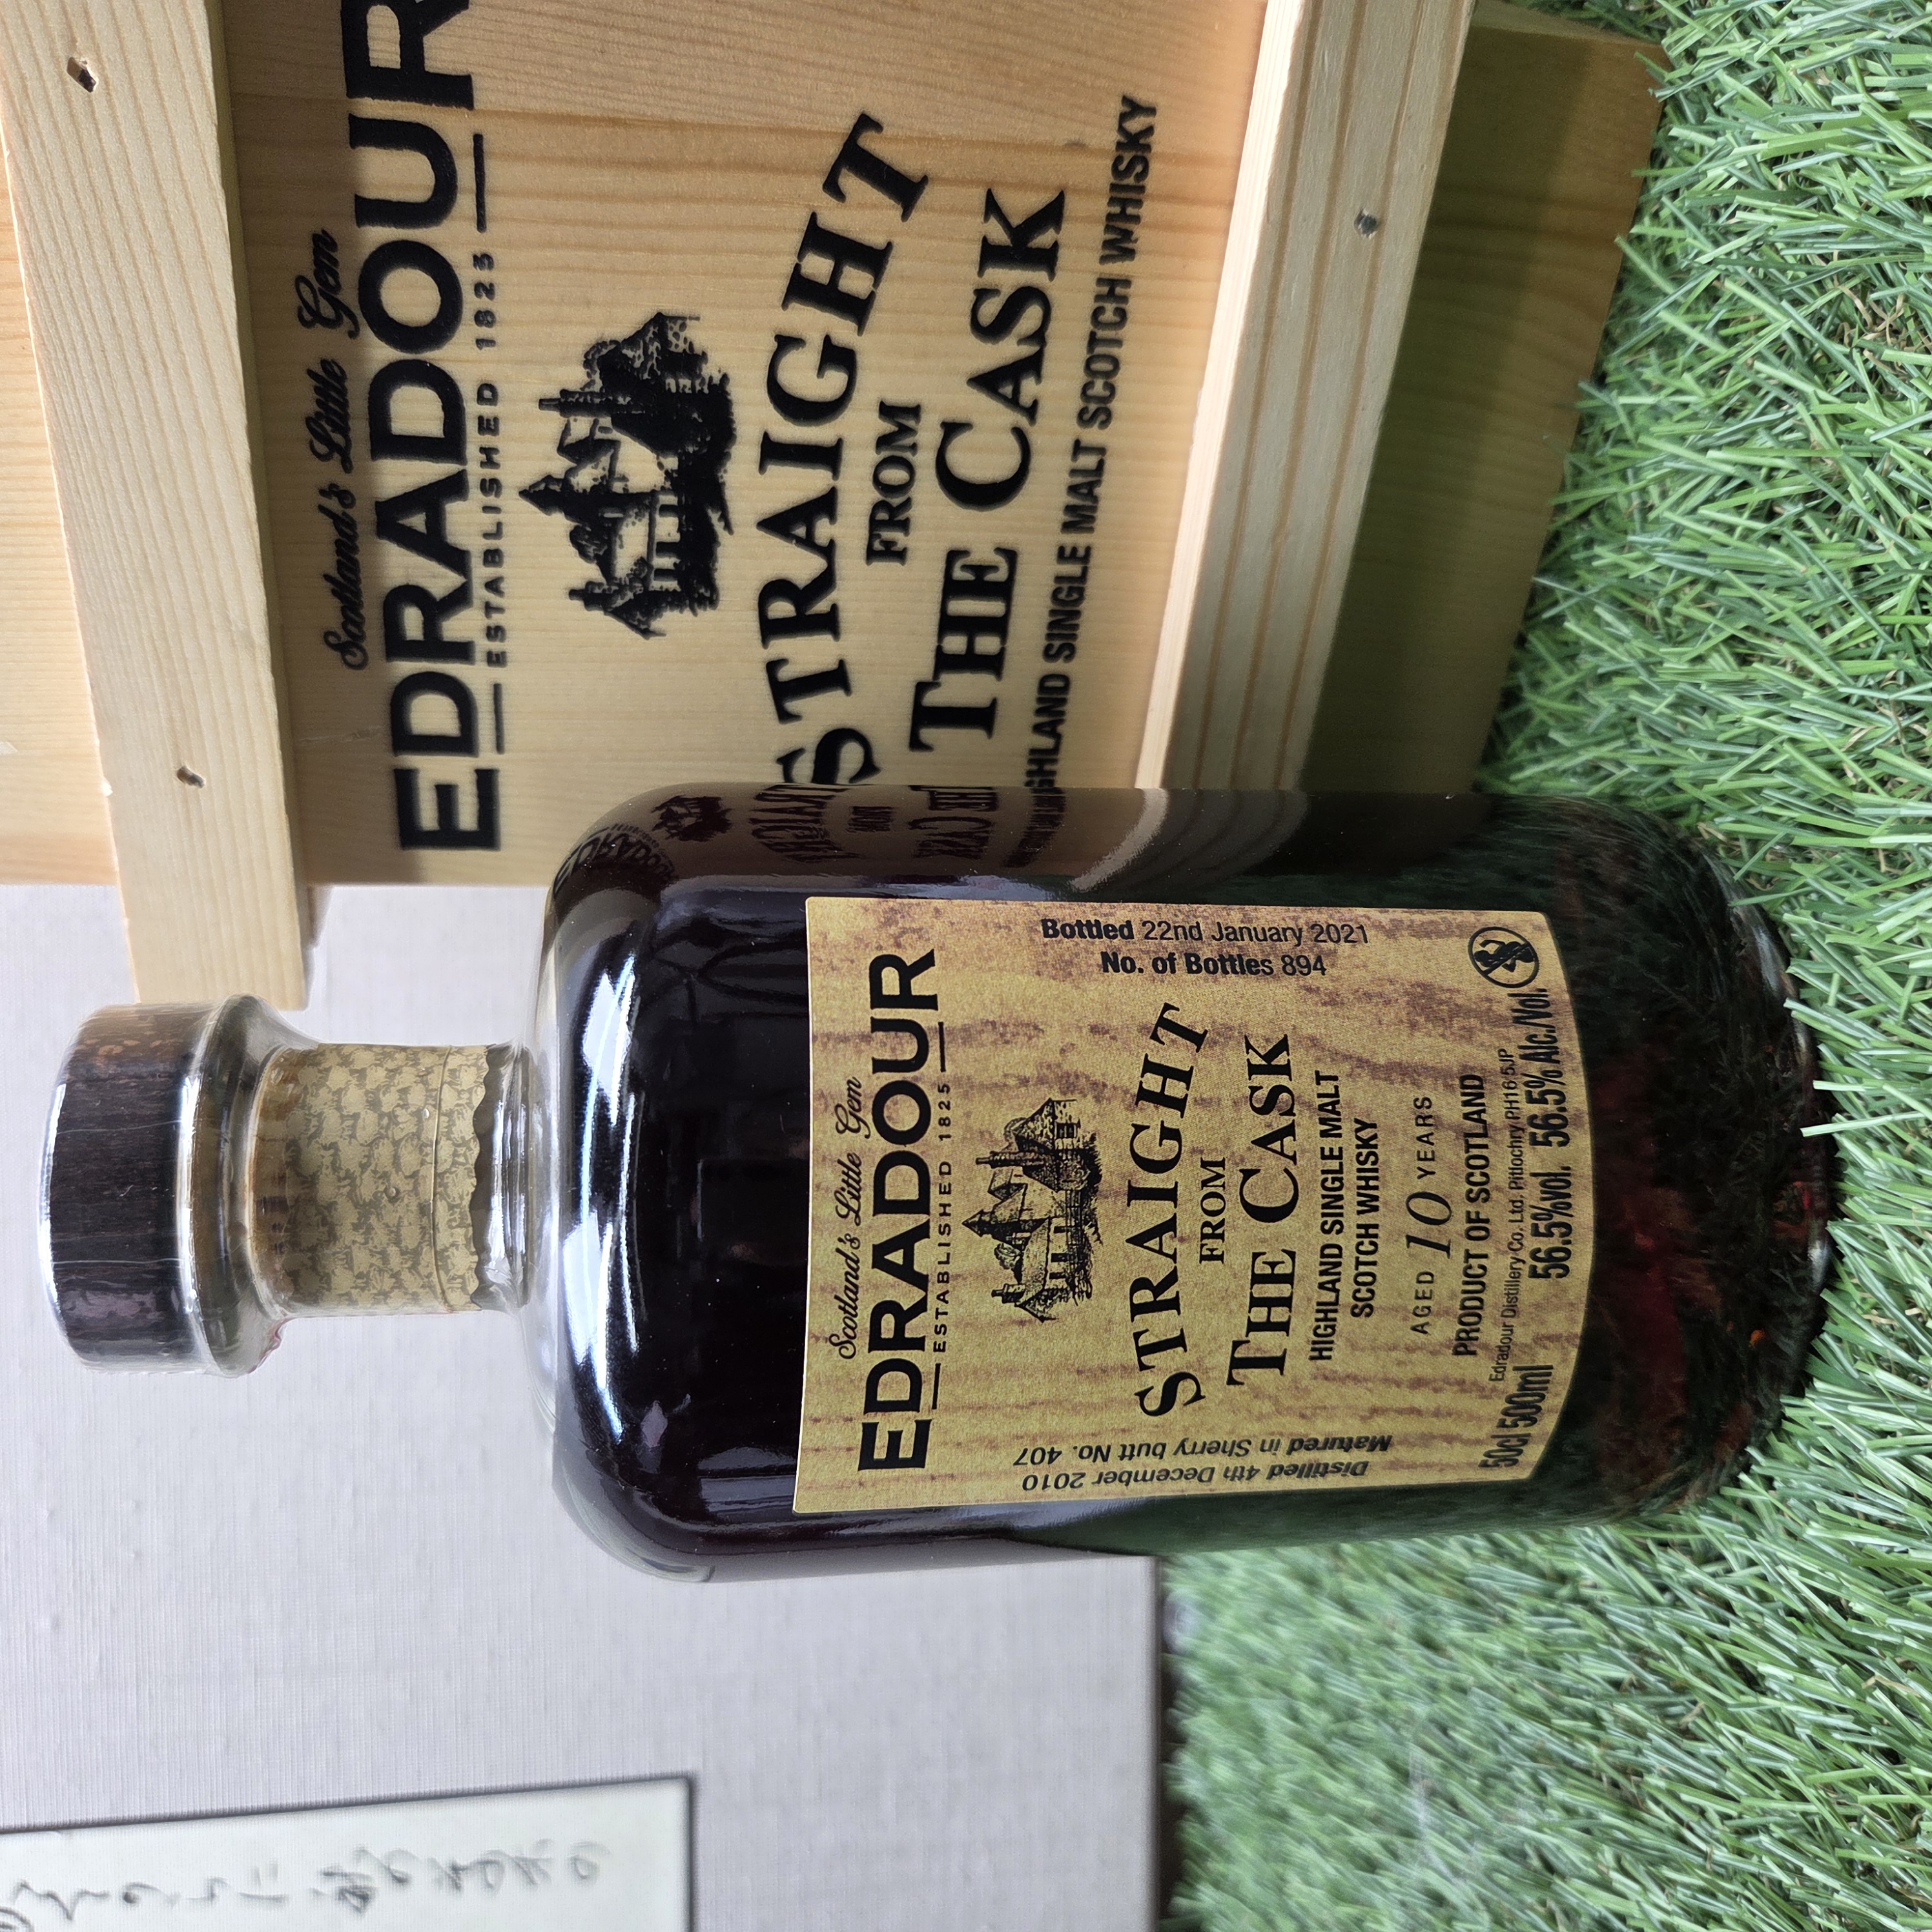 Scotland's Little Gem
EDRADOUR
ESTABLISHED 1825
STRAIGHT
FROM
THE CASK
HIGHLAND SINGLE MALT SCOTCH WHISKY
Scotland's Little Gem
EDRADOUR
ESTABLISHED 1825
STRAIGHT
FROM
THE CASK
HIGHLAND SINGLE MALT
SCOTCH WHISKY
AGED 10 YEARS
PRODUCT OF SCOTLAND
Edradour Distillery Co. Ltd. Pitlochry PH16 5JP
50cl 500ml 56.5%vol. 56.5% Alc./Vol.
Distilled 4th December 2010
Matured in Sherry butt No. 407
Bottled 22nd January 2021
No. of Bottles 894